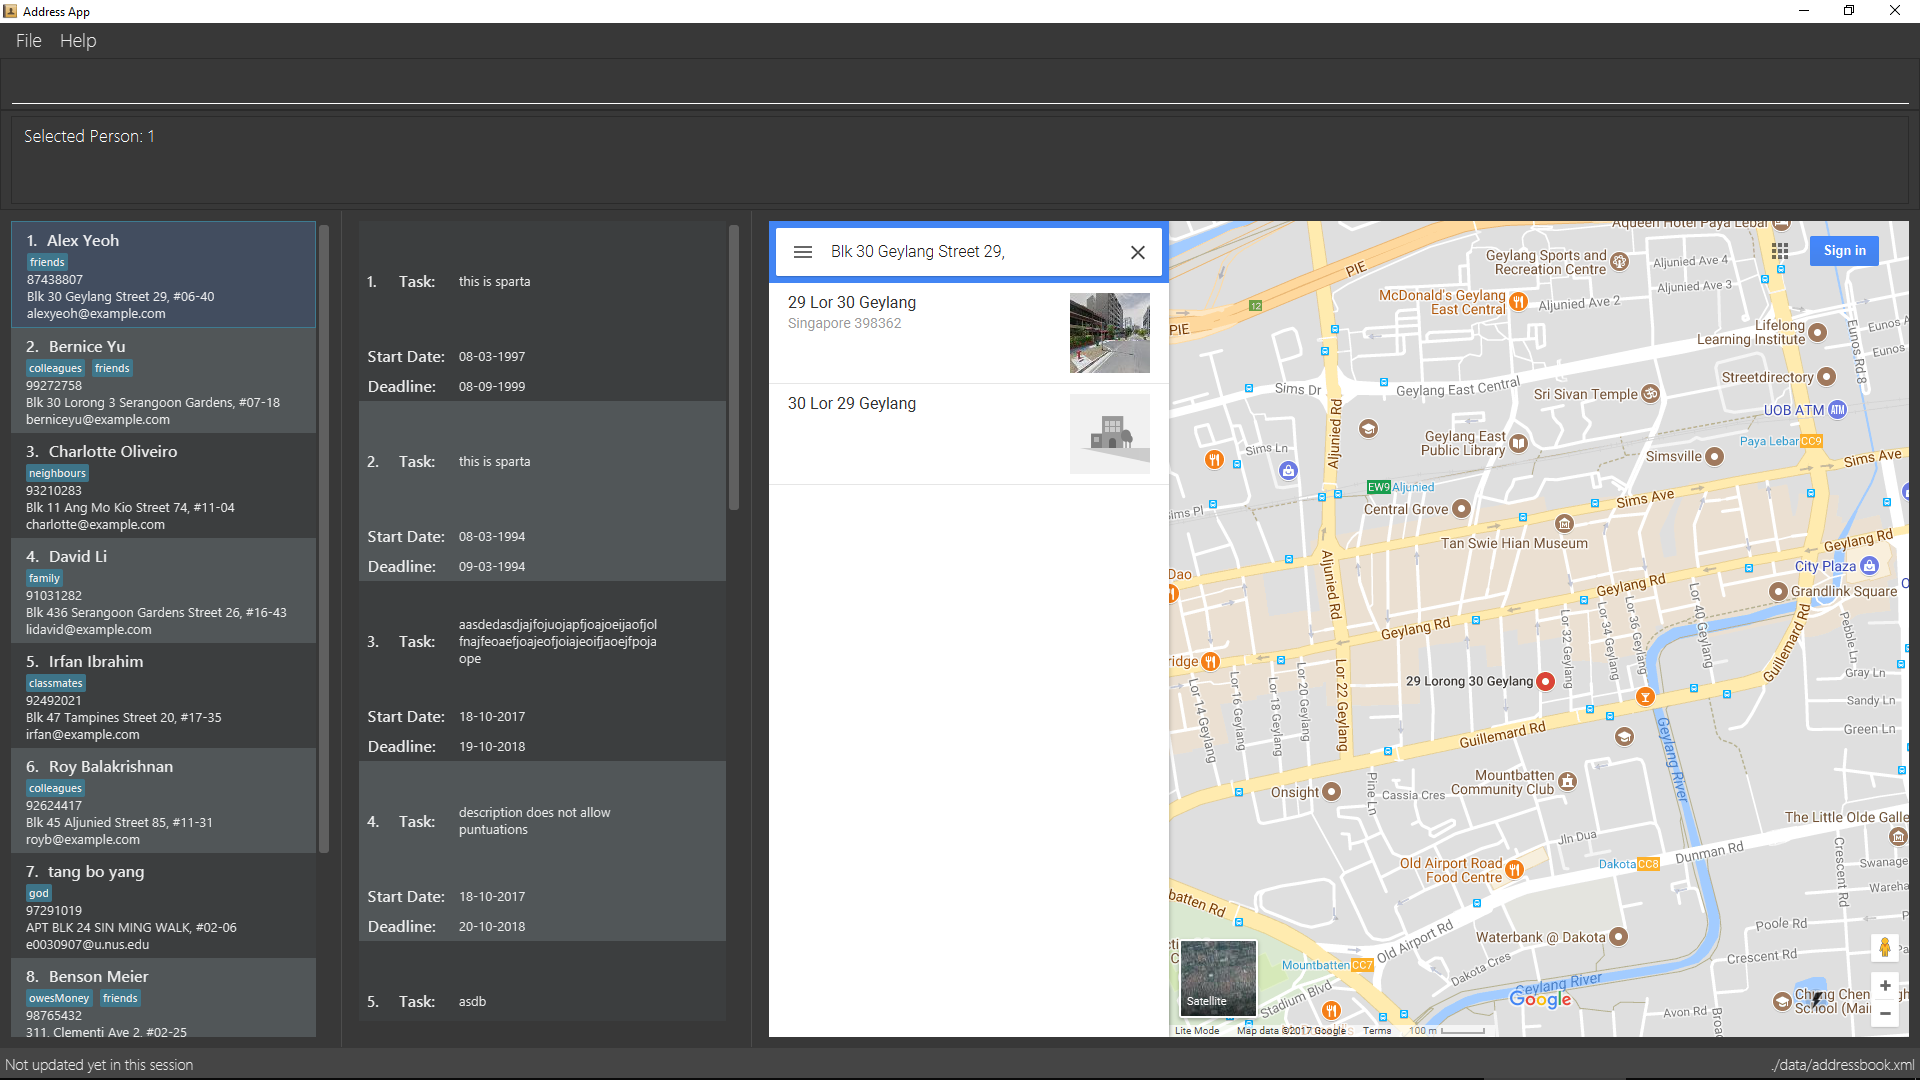 Address App
File Help
Selected Person: 1
1. Alex Yeoh
friends
87438807
Blk 30 Geylang Street 29, #06-40
alexyeoh@example.com
2. Bernice Yu
colleagues friends
99272758
Blk 30 Lorong 3 Serangoon Gardens, #07-18
berniceyu@example.com
3. Charlotte Oliveiro
neighbours
93210283
Blk 11 Ang Mo Kio Street 74, #11-04
charlotte@example.com
4. David Li
family
91031282
Blk 436 Serangoon Gardens Street 26, #16-43
lidavid@example.com
5. Irfan Ibrahim
classmates
92492021
Blk 47 Tampines Street 20, #17-35
irfan@example.com
6. Roy Balakrishnan
colleagues
92624417
Blk 45 Aljunied Street 85, #11-31
royb@example.com
7. tang bo yang
god
97291019
APT BLK 24 SIN MING WALK, #02-06
e0030907@u.nus.edu
8. Benson Meier
owesMoney friends
98765432
311, Clementi Ave 2, #02-25
1. Task: this is sparta
Start Date: 08-03-1997
Deadline: 08-09-1999
2. Task: this is sparta
Start Date: 08-03-1994
Deadline: 09-03-1994
3. Task: aasdedasdjajfojuojapfjoajoeijaofjol
fnajfeoaefjoajeofjoiajeoifjaoejfpoja
ope
Start Date: 18-10-2017
Deadline: 19-10-2018
4. Task: description does not allow
puntuations
Start Date: 18-10-2017
Deadline: 20-10-2018
5. Task: asdb
Blk 30 Geylang Street 29,
29 Lor 30 Geylang
Singapore 398362
30 Lor 29 Geylang
Aqueen Hotel Paya Lebar
Sign in
PIE
PIE
12
Geylang Sports and
Recreation Centre
Aljunied Ave 4
Aljunied Ave 1
McDonald's Geylang
East Central
Aljunied Ave 2
Lifelong
Learning Institute
Eunos Rd 8
Eunos
Eunos
Sims Dr
Geylang East Central
Sri Sivan Temple
Streetdirectory
UOB ATM
ATM
Aljunied Rd
Geylang East
Public Library
Paya Lebar CC9
Sims Ln
Simsville
Sims Ave
EW9 Aljunied
Sims Pl
Central Grove
Sims Ave
Tan Swie Hian Museum
Geylang Rd
Dao
Aljunied Rd
City Plaza
Geylang Rd
Grandlink Square
Geylang Rd
Lor 32 Geylang
Lor 34 Geylang
Lor 36 Geylang
Lor 40 Geylang
Guillemard Rd
Pebble Ln
ridge
Lor 14 Geylang
Lor 16 Geylang
Lor 18 Geylang
Lor 20 Geylang
Lor 22 Geylang
29 Lorong 30 Geylang
Gray Ln
Sandy Ln
Green Ln
Guillemard Rd
Geylang River
Pine Ln
Onsight
Cassia Cres
Mountbatten
Community Club
Jln Dua
The Little Olde Galle
Old Airport Road
Food Centre
Dakota CC8
Dunman Rd
Crescent Rd
Swanage
Wareha
batten Rd
Poole Rd
Old Airport Rd
Waterbank @ Dakota
Mountbatten CC7
Dakota Cres
Crescent Rd
Stadium Blvd
Geylang River
Google
Satellite
Avon Rd
School (Mai
Lite Mode Map data ©2017 Google Terms 100 m
Not updated yet in this session
./data/addressbook.xml